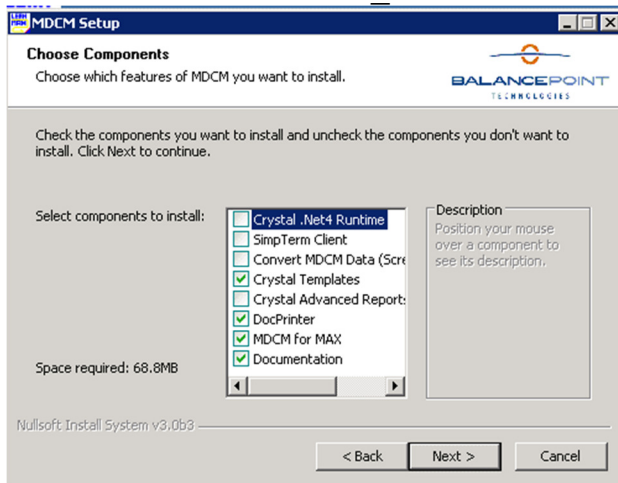 MDCM Setup
Choose Components
Choose which features of MDCM you want to install.
BALANCEPOINT
TECHNOLOGIES
Check the components you want to install and uncheck the components you don't want to
install. Click Next to continue.
Select components to install:
Crystal .Net4 Runtime
SimpTerm Client
Convert MDCM Data (Scre
Crystal Templates
Crystal Advanced Report
DocPrinter
MDCM for MAX
Documentation
Description
Position your mouse
over a component to
see its description.
Space required: 68.8MB
Nullsoft Install System v3.0b3
< Back
Next >
Cancel